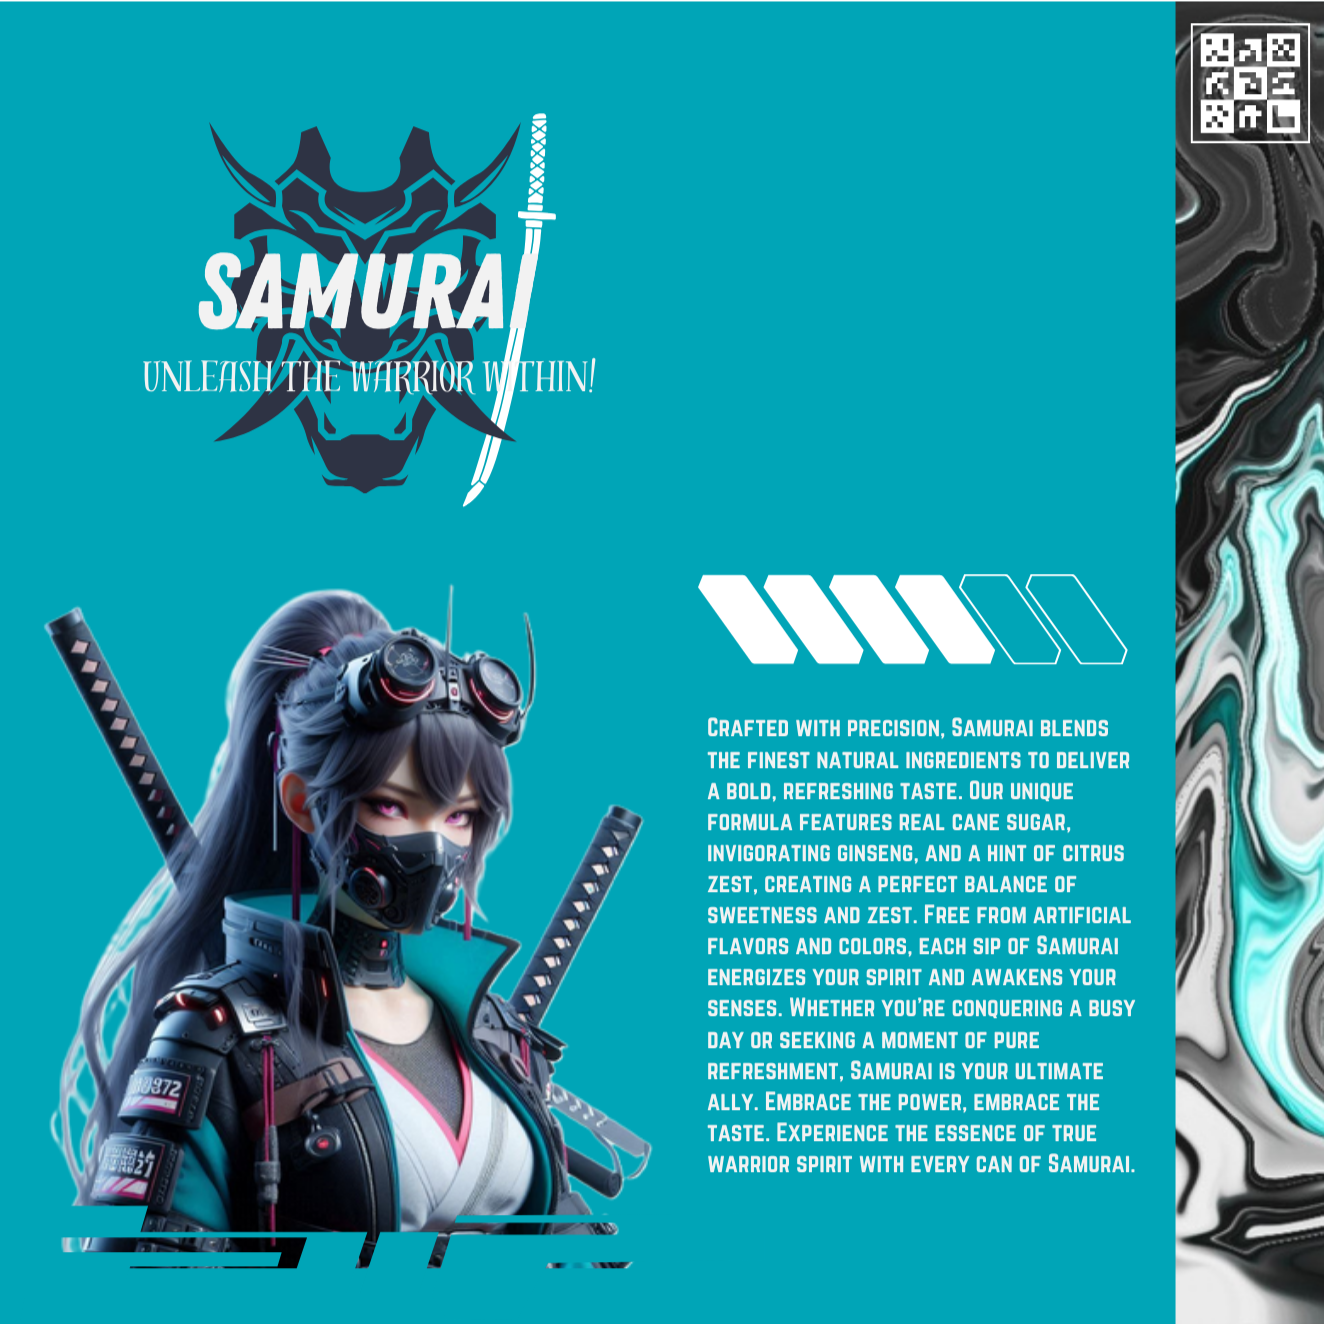 SAMURAI
UNLEASH THE WARRIOR WITHIN!
Crafted with precision, Samurai blends
the finest natural ingredients to deliver
a bold, refreshing taste. Our unique
formula features real cane sugar,
invigorating ginseng, and a hint of citrus
zest, creating a perfect balance of
sweetness and zest. Free from artificial
flavors and colors, each sip of Samurai
energizes your spirit and awakens your
senses. Whether you're conquering a busy
day or seeking a moment of pure
refreshment, Samurai is your ultimate
ally. Embrace the power, embrace the
taste. Experience the essence of true
warrior spirit with every can of Samurai.